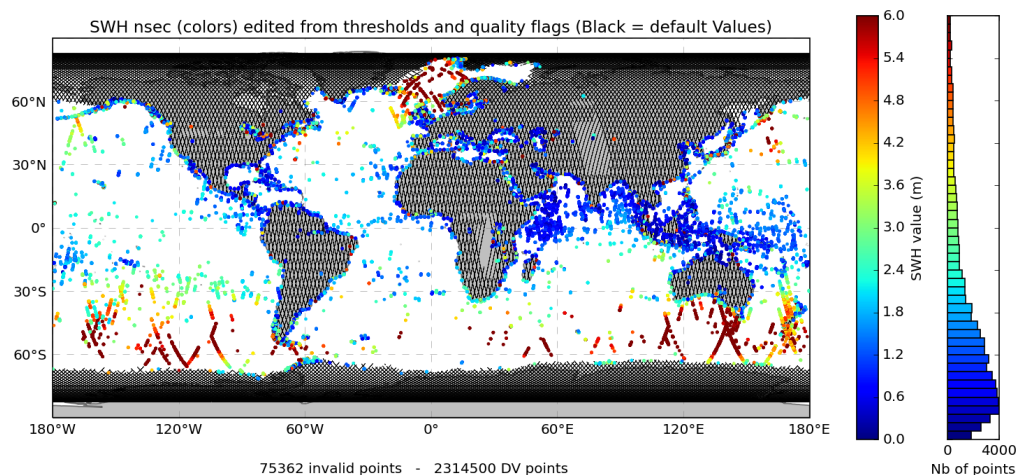 SWH nsec (colors) edited from thresholds and quality flags (Black = default Values)
60°N
30°N
0°
30°S
60°S
180°W
120°W
60°W
0°
60°E
120°E
180°E
6.0
5.4
4.8
4.2
3.6
3.0
2.4
1.8
1.2
0.6
0.0
SWH value (m)
0
4000
Nb of points
75362 invalid points - 2314500 DV points